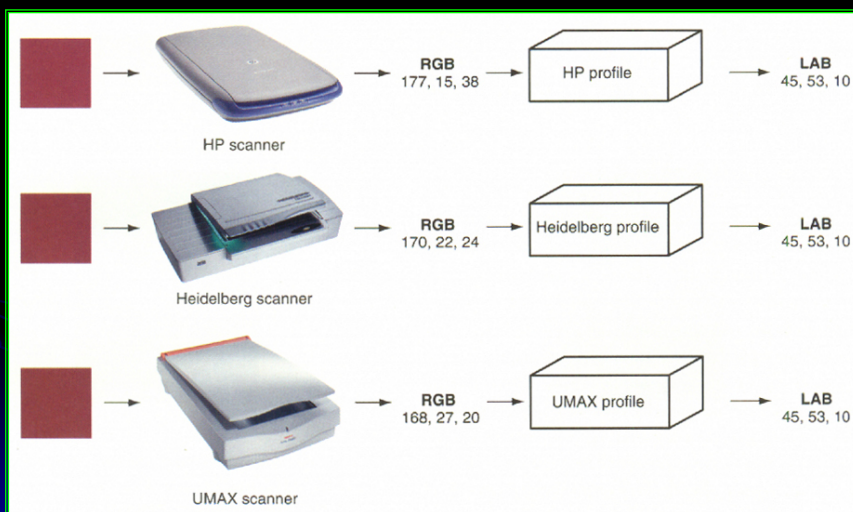 RGB
177, 15, 38
HP profile
LAB
45, 53, 10
HP scanner
RGB
170, 22, 24
Heidelberg profile
LAB
45, 53, 10
Heidelberg scanner
RGB
168, 27, 20
UMAX profile
LAB
45, 53, 10
UMAX scanner